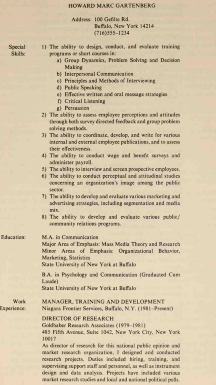 HOWARD MARC GARTENBERG
Address: 100 Gefilte Rd.
Buffalo, New York 14214
(716)555-1234
Special Skills:
1) The ability to design, conduct, and evaluate training
programs or short courses in:
a) Group Dynamics, Problem Solving and Decision
Making
b) Interpersonal Communication
c) Principles and Methods of Interviewing
d) Public Speaking
e) Effective written and oral message strategies
f) Critical Listening
g) Persuasion
2) The ability to assess employee perceptions and attitudes
through both survey directed feedback and group problem
solving methods.
3) The ability to coordinate, develop, and write for various
internal and external employee publications, and to assess
their effectiveness.
4) The ability to conduct wage and benefit surveys and
administer payroll.
5) The ability to interview and screen prospective employees.
6) The ability to conduct perceptual and attitudinal studies
concerning an organization's image among the public
sector.
7) The ability to develop and evaluate various marketing and
advertising strategies, including segmentation and media
mix.
8) The ability to develop and evaluate various public/
community relations programs.
Education:
M.A. in Communication
Major Area of Emphasis: Mass Media Theory and Research
Minor Areas of Emphasis: Organizational Behavior,
Marketing, Statistics
State University of New York at Buffalo
B.A. in Psychology and Communication (Graduated Cum
Laude)
State University of New York at Buffalo
Work Experience:
MANAGER, TRAINING AND DEVELOPMENT
Niagara Frontier Services, Buffalo, N.Y. (1981-Present)
DIRECTOR OF RESEARCH
Goldhaber Research Associates (1979-1981)
485 Fifth Avenue, Suite 1042, New York City, New York
10017
As director of research for this national public opinion and
market research organization, I designed and conducted
research projects. Duties included hiring, training, and
supervising support staff and personnel, as well as instrument
design and data analysis. Projects have included various
market research studies and local and national political polls.